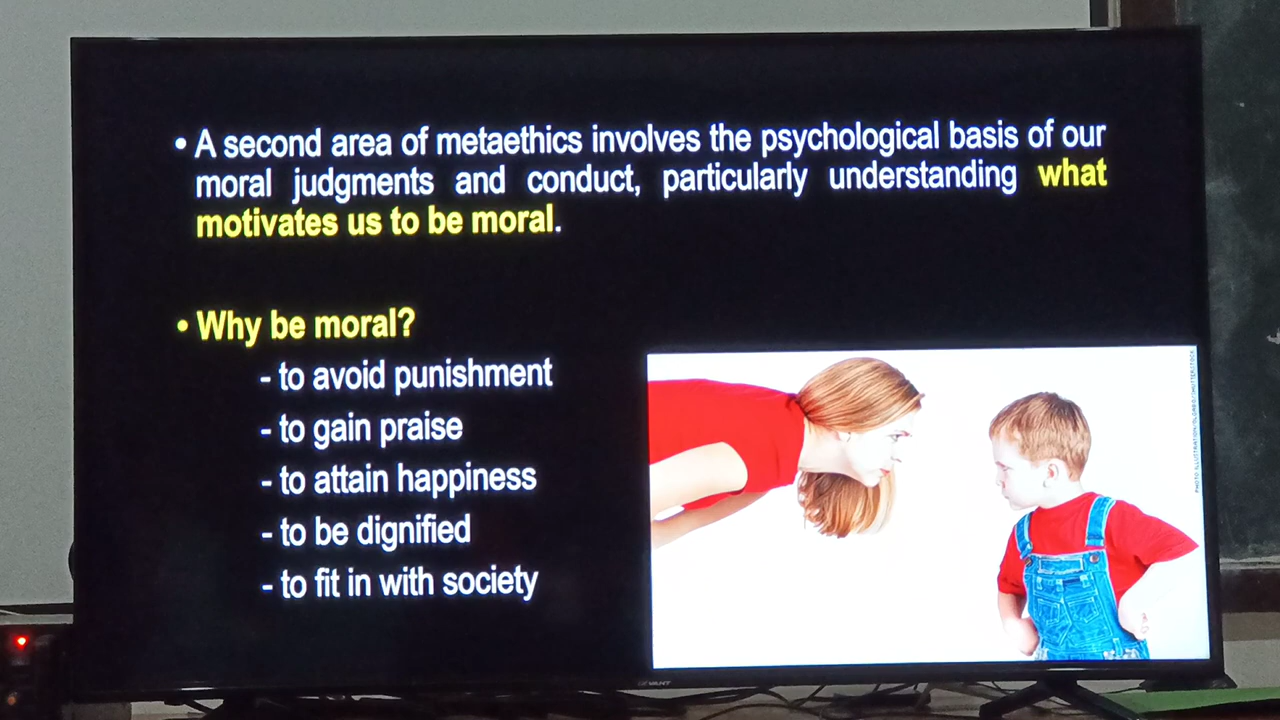 • A second area of metaethics involves the psychological basis of our
moral judgments and conduct, particularly understanding what
motivates us to be moral.
• Why be moral?
- to avoid punishment
- to gain praise
- to attain happiness
- to be dignified
- to fit in with society